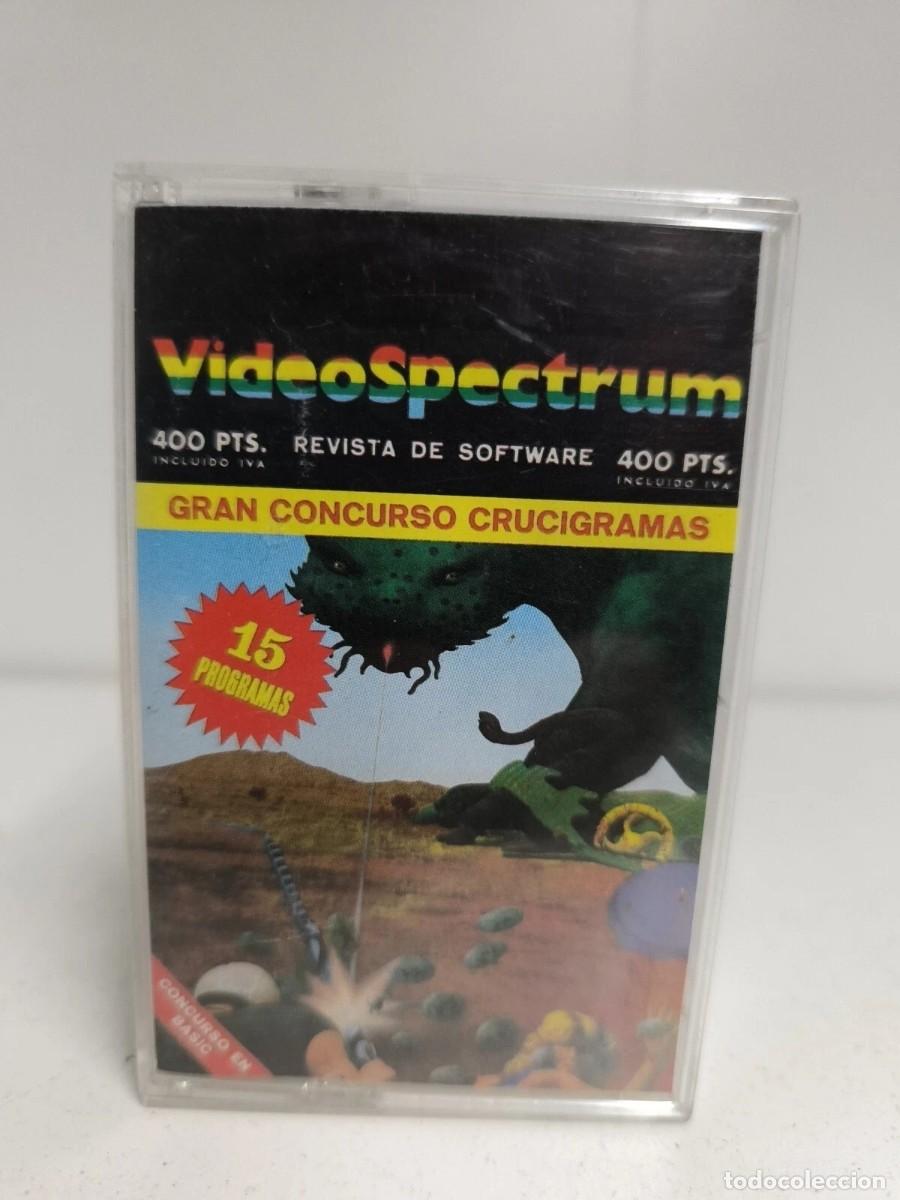 VideoSpectrum
400 PTS. REVISTA DE SOFTWARE 400 PTS.
INCLUIDO IVA INCLUIDO IVA
GRAN CONCURSO CRUCIGRAMAS
15
PROGRAMAS
CONCURSO EN
BASIC
todocoleccion